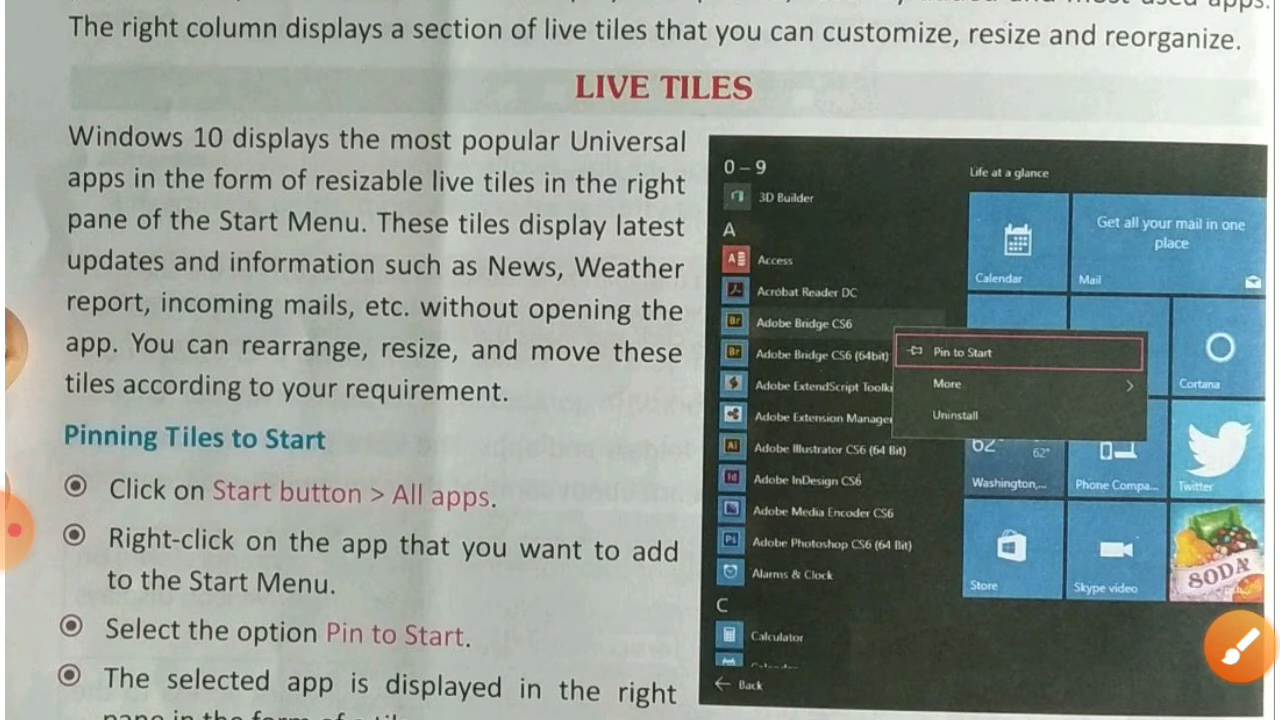 apps.
The right column displays a section of live tiles that you can customize, resize and reorganize.
LIVE TILES
Windows 10 displays the most popular Universal
apps in the form of resizable live tiles in the right
pane of the Start Menu. These tiles display latest
updates and information such as News, Weather
report, incoming mails, etc. without opening the
app. You can rearrange, resize, and move these
tiles according to your requirement.
Pinning Tiles to Start
Click on Start button > All apps.
Right-click on the app that you want to add
to the Start Menu.
Select the option Pin to Start.
The selected app is displayed in the right
pane in the form of a
0 – 9
3D Builder
A
Access
Acrobat Reader DC
Adobe Bridge CS6
Adobe Bridge CS6 (64bit)
Adobe ExtendScript Toolki
Adobe Extension Manager
Adobe Illustrator CS6 (64 Bit)
Adobe InDesign CS6
Adobe Media Encoder CS6
Adobe Photoshop CS6 (64 Bit)
Alarms & Clock
C
Calculator
Back
Pin to Start
More
Uninstall
Life at a glance
Calendar
Get all your mail in one
place
Mail
Cortana
62°
62°
Washington,...
Phone Compa...
Twitter
Store
Skype video
SODA